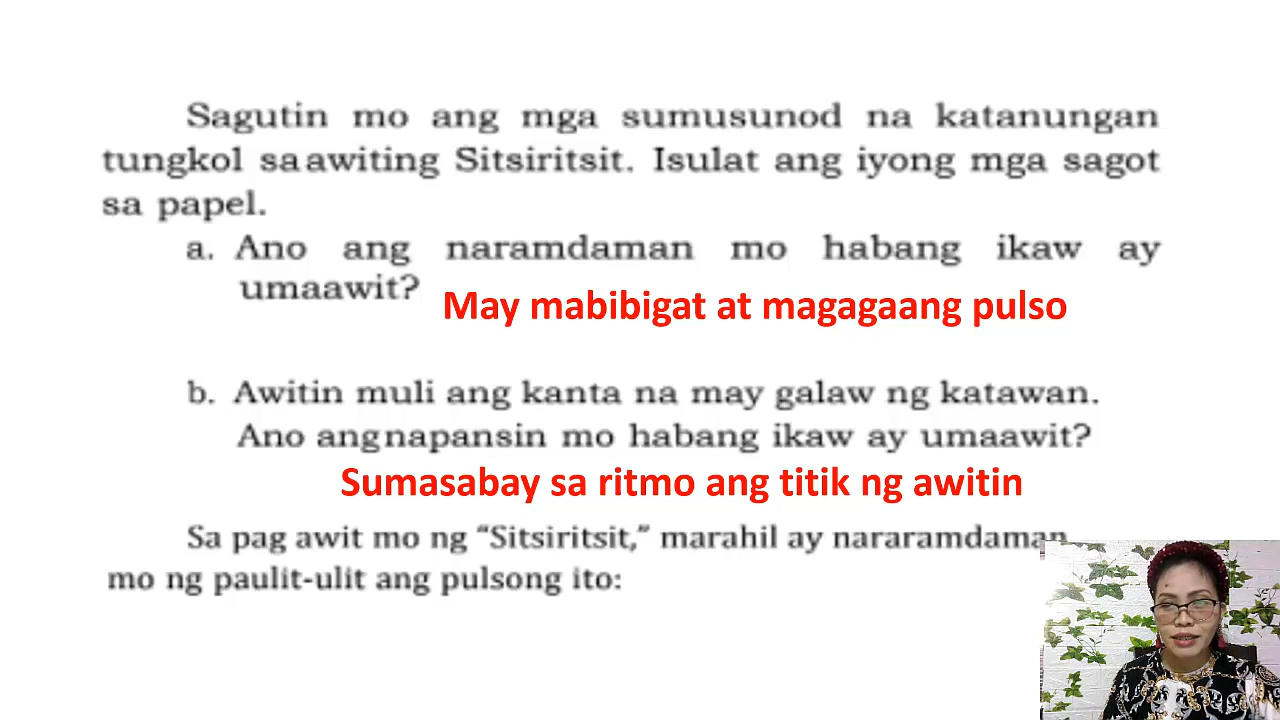 Sagutin mo ang mga sumusunod na katanungan
tungkol sa awiting Sitsiritsit. Isulat ang iyong mga sagot
sa papel.
a. Ano ang naramdaman mo habang ikaw ay
umaawit?
May mabibigat at magagaang pulso
b. Awitin muli ang kanta na may galaw ng katawan.
Ano angnapansin mo habang ikaw ay umaawit?
Sumasabay sa ritmo ang titik ng awitin
Sa pag awit mo ng “Sitsiritsit,” marahil ay nararamdaman
mo ng paulit-ulit ang pulsong ito: